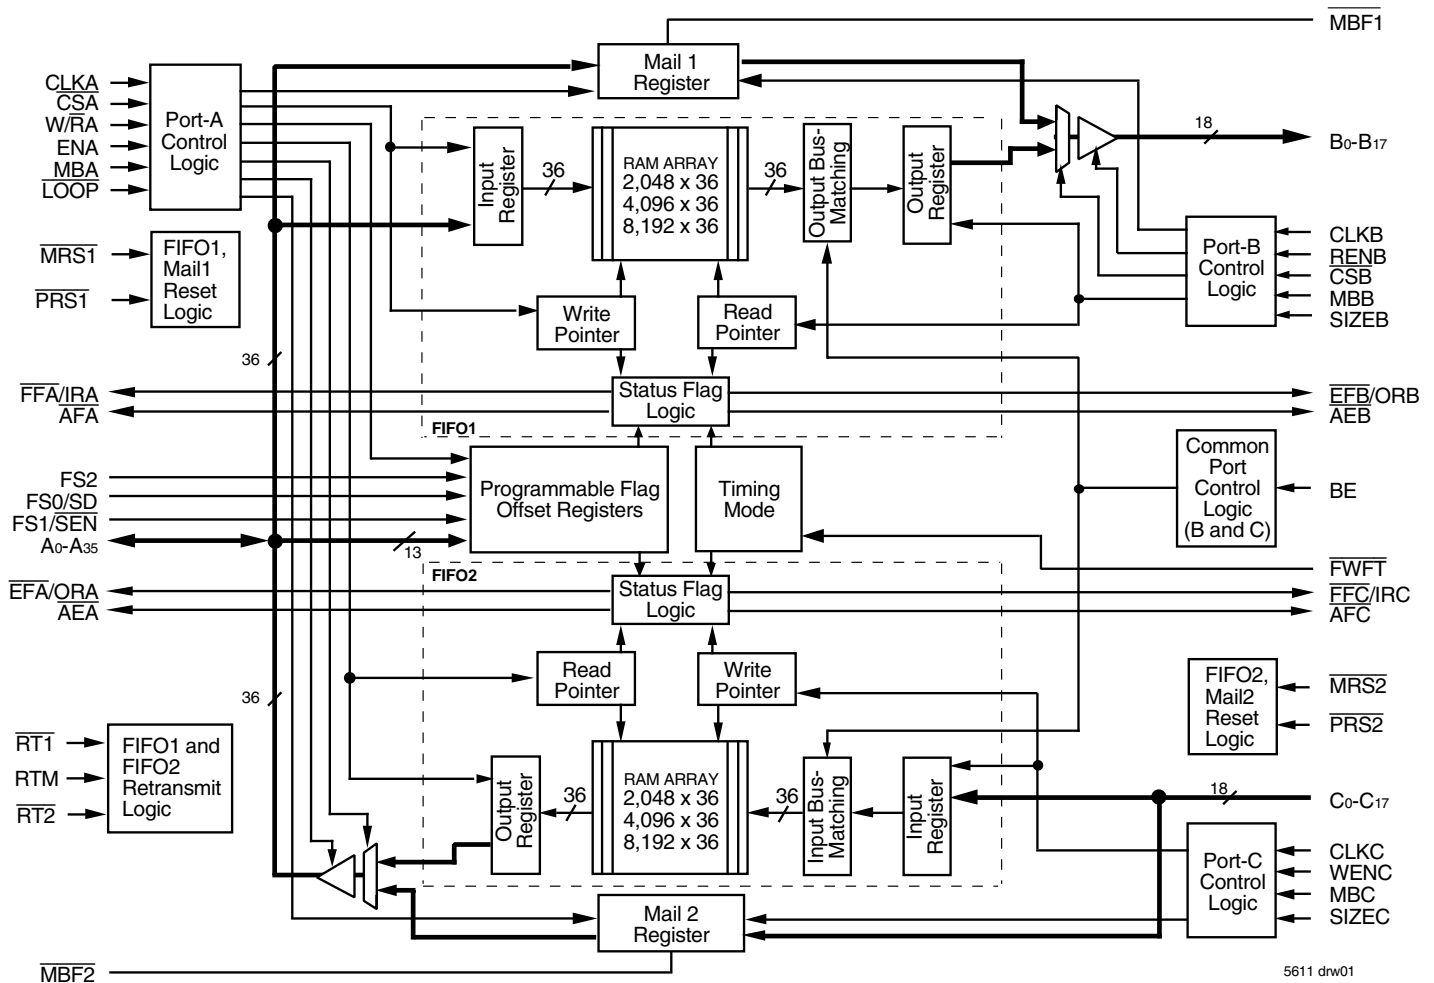 MBF1
Mail 1
Register
CLKA
CSA
W/RA
ENA
MBA
LOOP
Port-A
Control
Logic
18
B0-B17
Input
Register
36
RAM ARRAY
2,048 x 36
4,096 x 36
8,192 x 36
36
Output Bus-
Matching
Output
Register
MRS1
PRS1
FIFO1,
Mail1
Reset
Logic
Port-B
Control
Logic
CLKB
RENB
CSB
MBB
SIZEB
Write
Pointer
Read
Pointer
36
FFA/IRA
AFA
Status Flag
Logic
EFB/ORB
AEB
FIFO1
Common
Port
Control
Logic
(B and C)
BE
FS2
FS0/SD
FS1/SEN
A0-A35
13
Programmable Flag
Offset Registers
Timing
Mode
FWFT
FIFO2
EFA/ORA
AEA
Status Flag
Logic
FFC/IRC
AFC
Read
Pointer
Write
Pointer
36
FIFO2,
Mail2
Reset
Logic
MRS2
PRS2
RT1
RTM
RT2
FIFO1 and
FIFO2
Retransmit
Logic
Output
Register
36
RAM ARRAY
2,048 x 36
4,096 x 36
8,192 x 36
36
Input Bus-
Matching
Input
Register
18
C0-C17
Port-C
Control
Logic
CLKC
WENC
MBC
SIZEC
Mail 2
Register
MBF2
5611 drw01